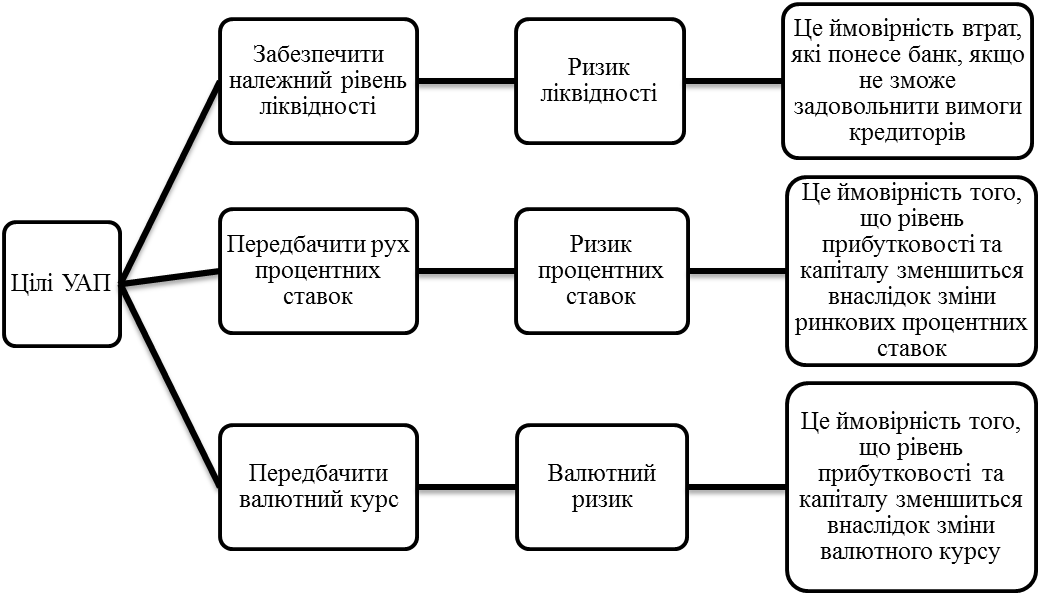 Цілі УАП
Забезпечити
належний рівень
ліквідності
Ризик
ліквідності
Це ймовірність втрат,
які понесе банк, якщо
не зможе
задовольнити вимоги
кредиторів
Передбачити рух
процентних
ставок
Ризик
процентних
ставок
Це ймовірність того,
що рівень
прибутковості та
капіталу зменшиться
внаслідок зміни
ринкових процентних
ставок
Передбачити
валютний курс
Валютний
ризик
Це ймовірність того,
що рівень
прибутковості та
капіталу зменшиться
внаслідок зміни
валютного курсу